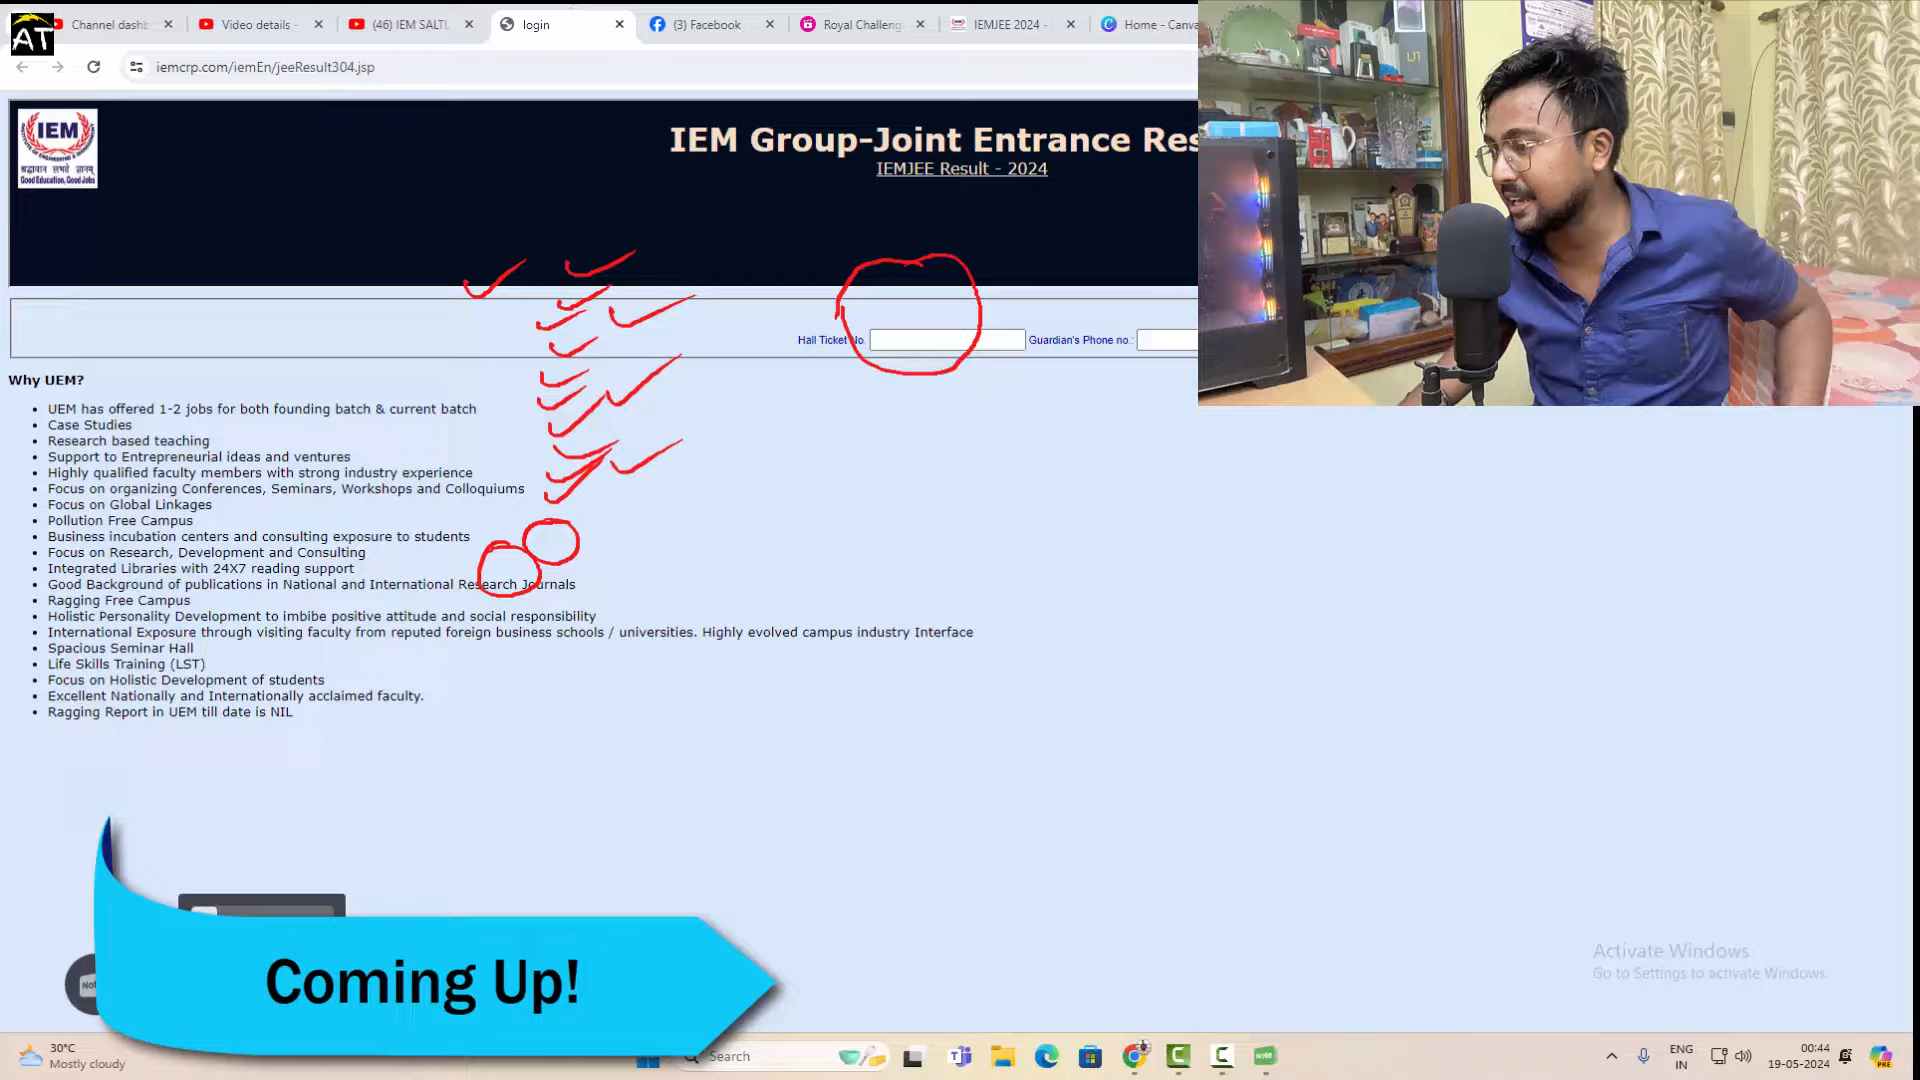 AT
Channel dashb
Video details -
(46) IEM SALTL
login
(3) Facebook
Royal Challeng
IEMJEE 2024 -
Home - Canva
iemcrp.com/iemEn/jeeResult304.jsp
IEM
श्रद्धावान लभते ज्ञानम्
Good Education, Good Jobs
IEM Group-Joint Entrance Res
IEMJEE Result - 2024
Hall Ticket No.
Guardian's Phone no.:
Why UEM?
UEM has offered 1-2 jobs for both founding batch & current batch
Case Studies
Research based teaching
Support to Entrepreneurial ideas and ventures
Highly qualified faculty members with strong industry experience
Focus on organizing Conferences, Seminars, Workshops and Colloquiums
Focus on Global Linkages
Pollution Free Campus
Business incubation centers and consulting exposure to students
Focus on Research, Development and Consulting
Integrated Libraries with 24X7 reading support
Good Background of publications in National and International Research Journals
Ragging Free Campus
Holistic Personality Development to imbibe positive attitude and social responsibility
International Exposure through visiting faculty from reputed foreign business schools / universities. Highly evolved campus industry Interface
Spacious Seminar Hall
Life Skills Training (LST)
Focus on Holistic Development of students
Excellent Nationally and Internationally acclaimed faculty.
Ragging Report in UEM till date is NIL
Coming Up!
Activate Windows
Go to Settings to activate Windows.
30°C
Mostly cloudy
Search
ENG
IN
00:44
19-05-2024